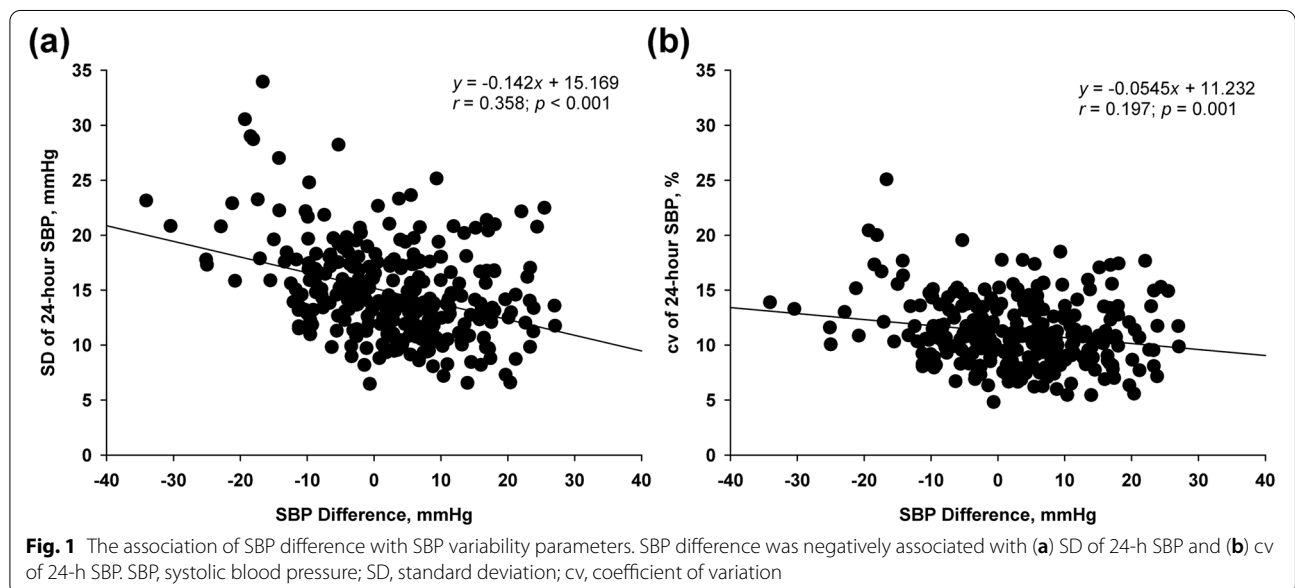 (a)
y = -0.142x + 15.169
r = 0.358; p < 0.001
SD of 24-hour SBP, mmHg
35
30
25
20
15
10
5
0
-40 -30 -20 -10 0 10 20 30 40
SBP Difference, mmHg
(b)
y = -0.0545x + 11.232
r = 0.197; p = 0.001
cv of 24-hour SBP, %
35
30
25
20
15
10
5
0
-40 -30 -20 -10 0 10 20 30 40
SBP Difference, mmHg
Fig. 1 The association of SBP difference with SBP variability parameters. SBP difference was negatively associated with (a) SD of 24-h SBP and (b) cv
of 24-h SBP. SBP, systolic blood pressure; SD, standard deviation; cv, coefficient of variation